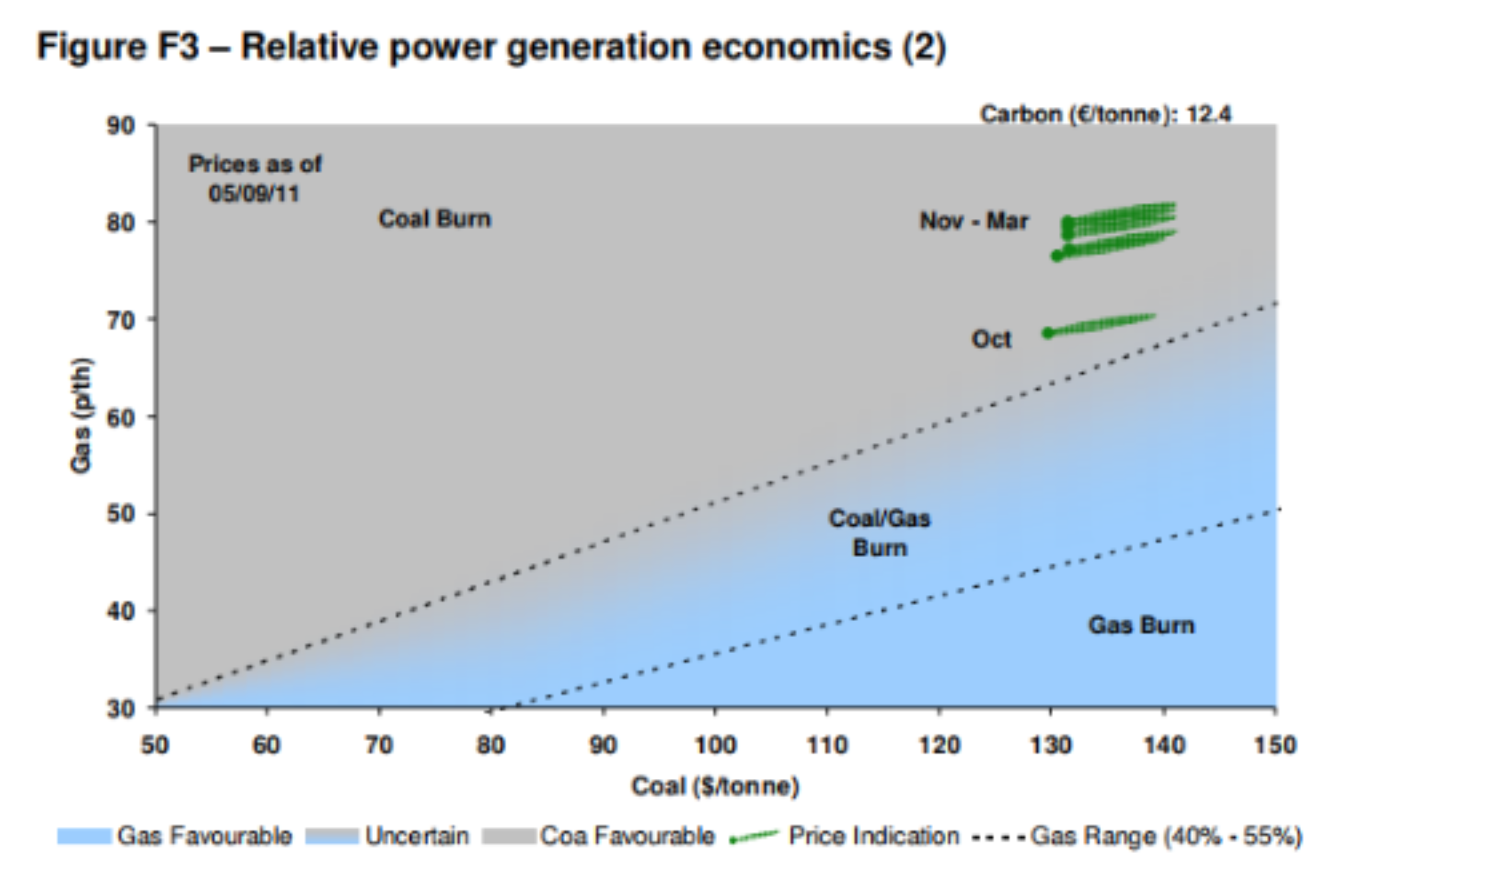 Figure F3 – Relative power generation economics (2)
Carbon (€/tonne): 12.4
90
Prices as of
05/09/11
Coal Burn
80
Nov - Mar
70
Oct
Gas (p/th)
60
50
Coal/Gas
Burn
40
Gas Burn
30
50 60 70 80 90 100 110 120 130 140 150
Coal ($/tonne)
Gas Favourable Uncertain Coa Favourable Price Indication Gas Range (40% - 55%)